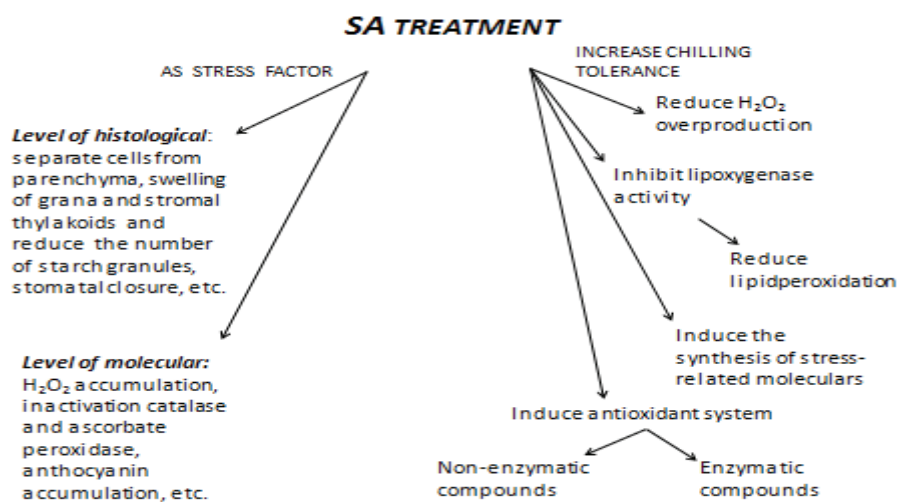 SA TREATMENT
AS STRESS FACTOR
Level of histological:
separate cells from
parenchyma, swelling
of grana and stromal
thylakoids and
reduce the number
of starch granules,
stomatal closure, etc.
Level of molecular:
H₂O₂ accumulation,
inactivation catalase
and ascorbate
peroxidase,
anthocyanin
accumulation, etc.
INCREASE CHILLING
TOLERANCE
Reduce H₂O₂
overproduction
Inhibit lipoxygenase
activity
Reduce
lipidperoxidation
Induce the
synthesis of stress-
related moleculars
Induce antioxidant system
Non-enzymatic
compounds
Enzymatic
compounds